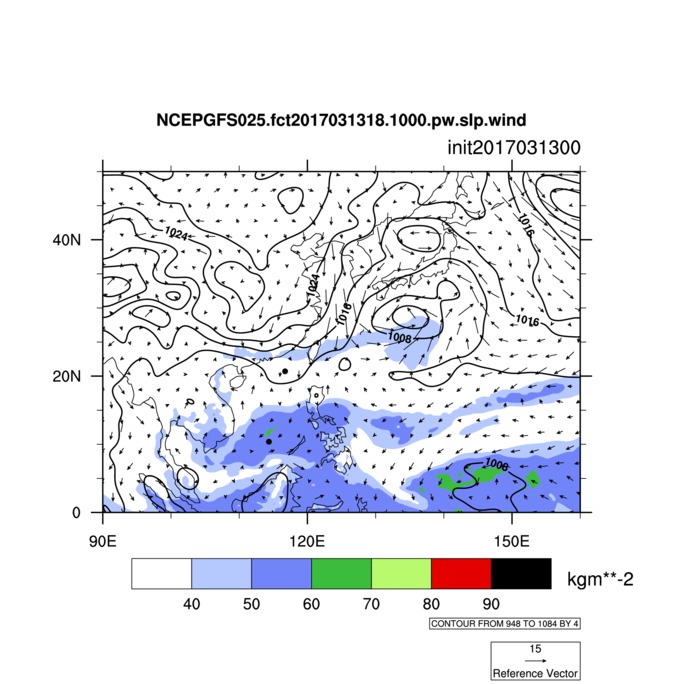 NCEPGFS025.fct2017031318.1000.pw.slp.wind
init2017031300
1024
1016
40N
1024
1016
1016
1008
20N
1008
0
90E 120E 150E
40 50 60 70 80 90
kgm**-2
CONTOUR FROM 948 TO 1084 BY 4
15
Reference Vector